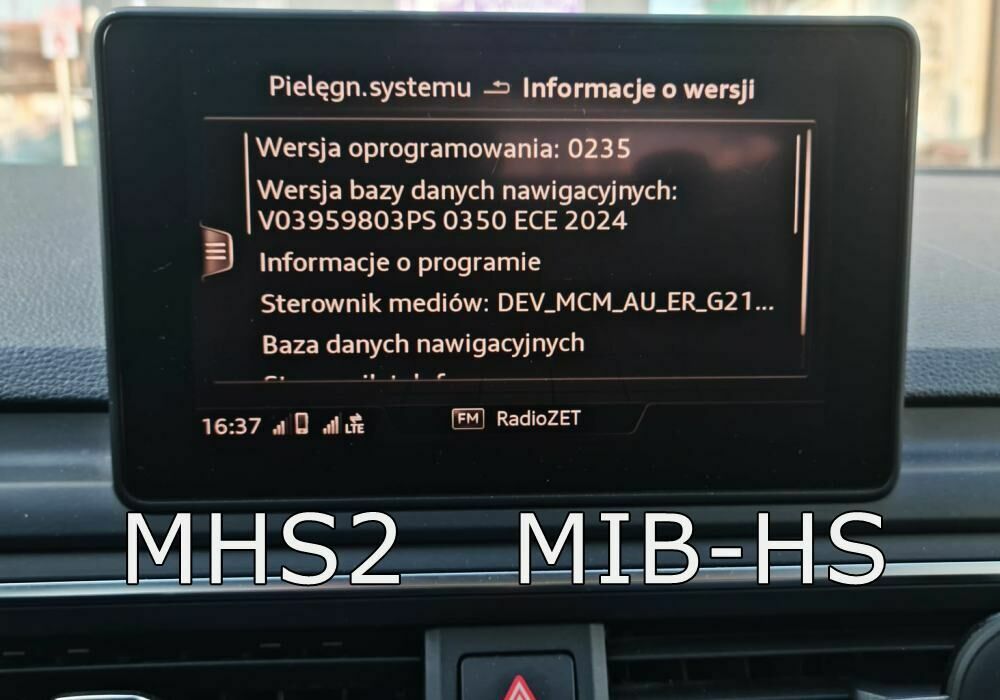 Pielęgn.systemu Informacje o wersji
Wersja oprogramowania: 0235
Wersja bazy danych nawigacyjnych:
V03959803PS 0350 ECE 2024
Informacje o programie
Sterownik mediów: DEV_MCM_AU_ER_G21...
Baza danych nawigacyjnych
16:37 LTE FM RadioZET
MHS2 MIB-HS